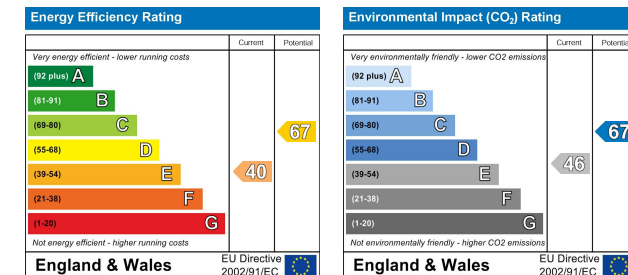 Energy Efficiency Rating
Current Potential
Very energy efficient - lower running costs
(92 plus) A
(81-91) B
(69-80) C
67
(55-68) D
(39-54) E
40
(21-38) F
(1-20) G
Not energy efficient - higher running costs
England & Wales
EU Directive
2002/91/EC
Environmental Impact (CO₂) Rating
Current Potential
Very environmentally friendly - lower CO2 emissions
(92 plus) A
(81-91) B
(69-80) C
67
(55-68) D
(39-54) E
46
(21-38) F
(1-20) G
Not environmentally friendly - higher CO2 emissions
England & Wales
EU Directive
2002/91/EC